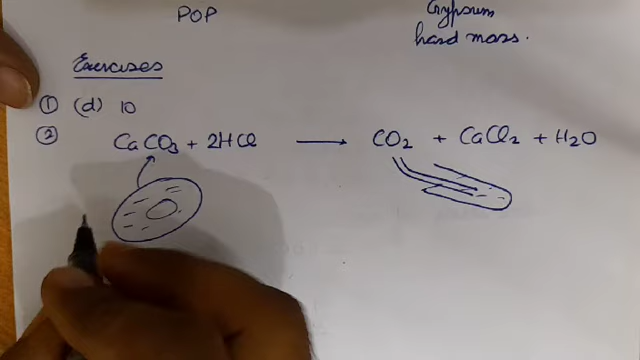 POP
Gypsum
hard mass.
Exercises
① (d) 10
② CaCO3 + 2HCl ⟶ CO2 + CaCl2 + H2O